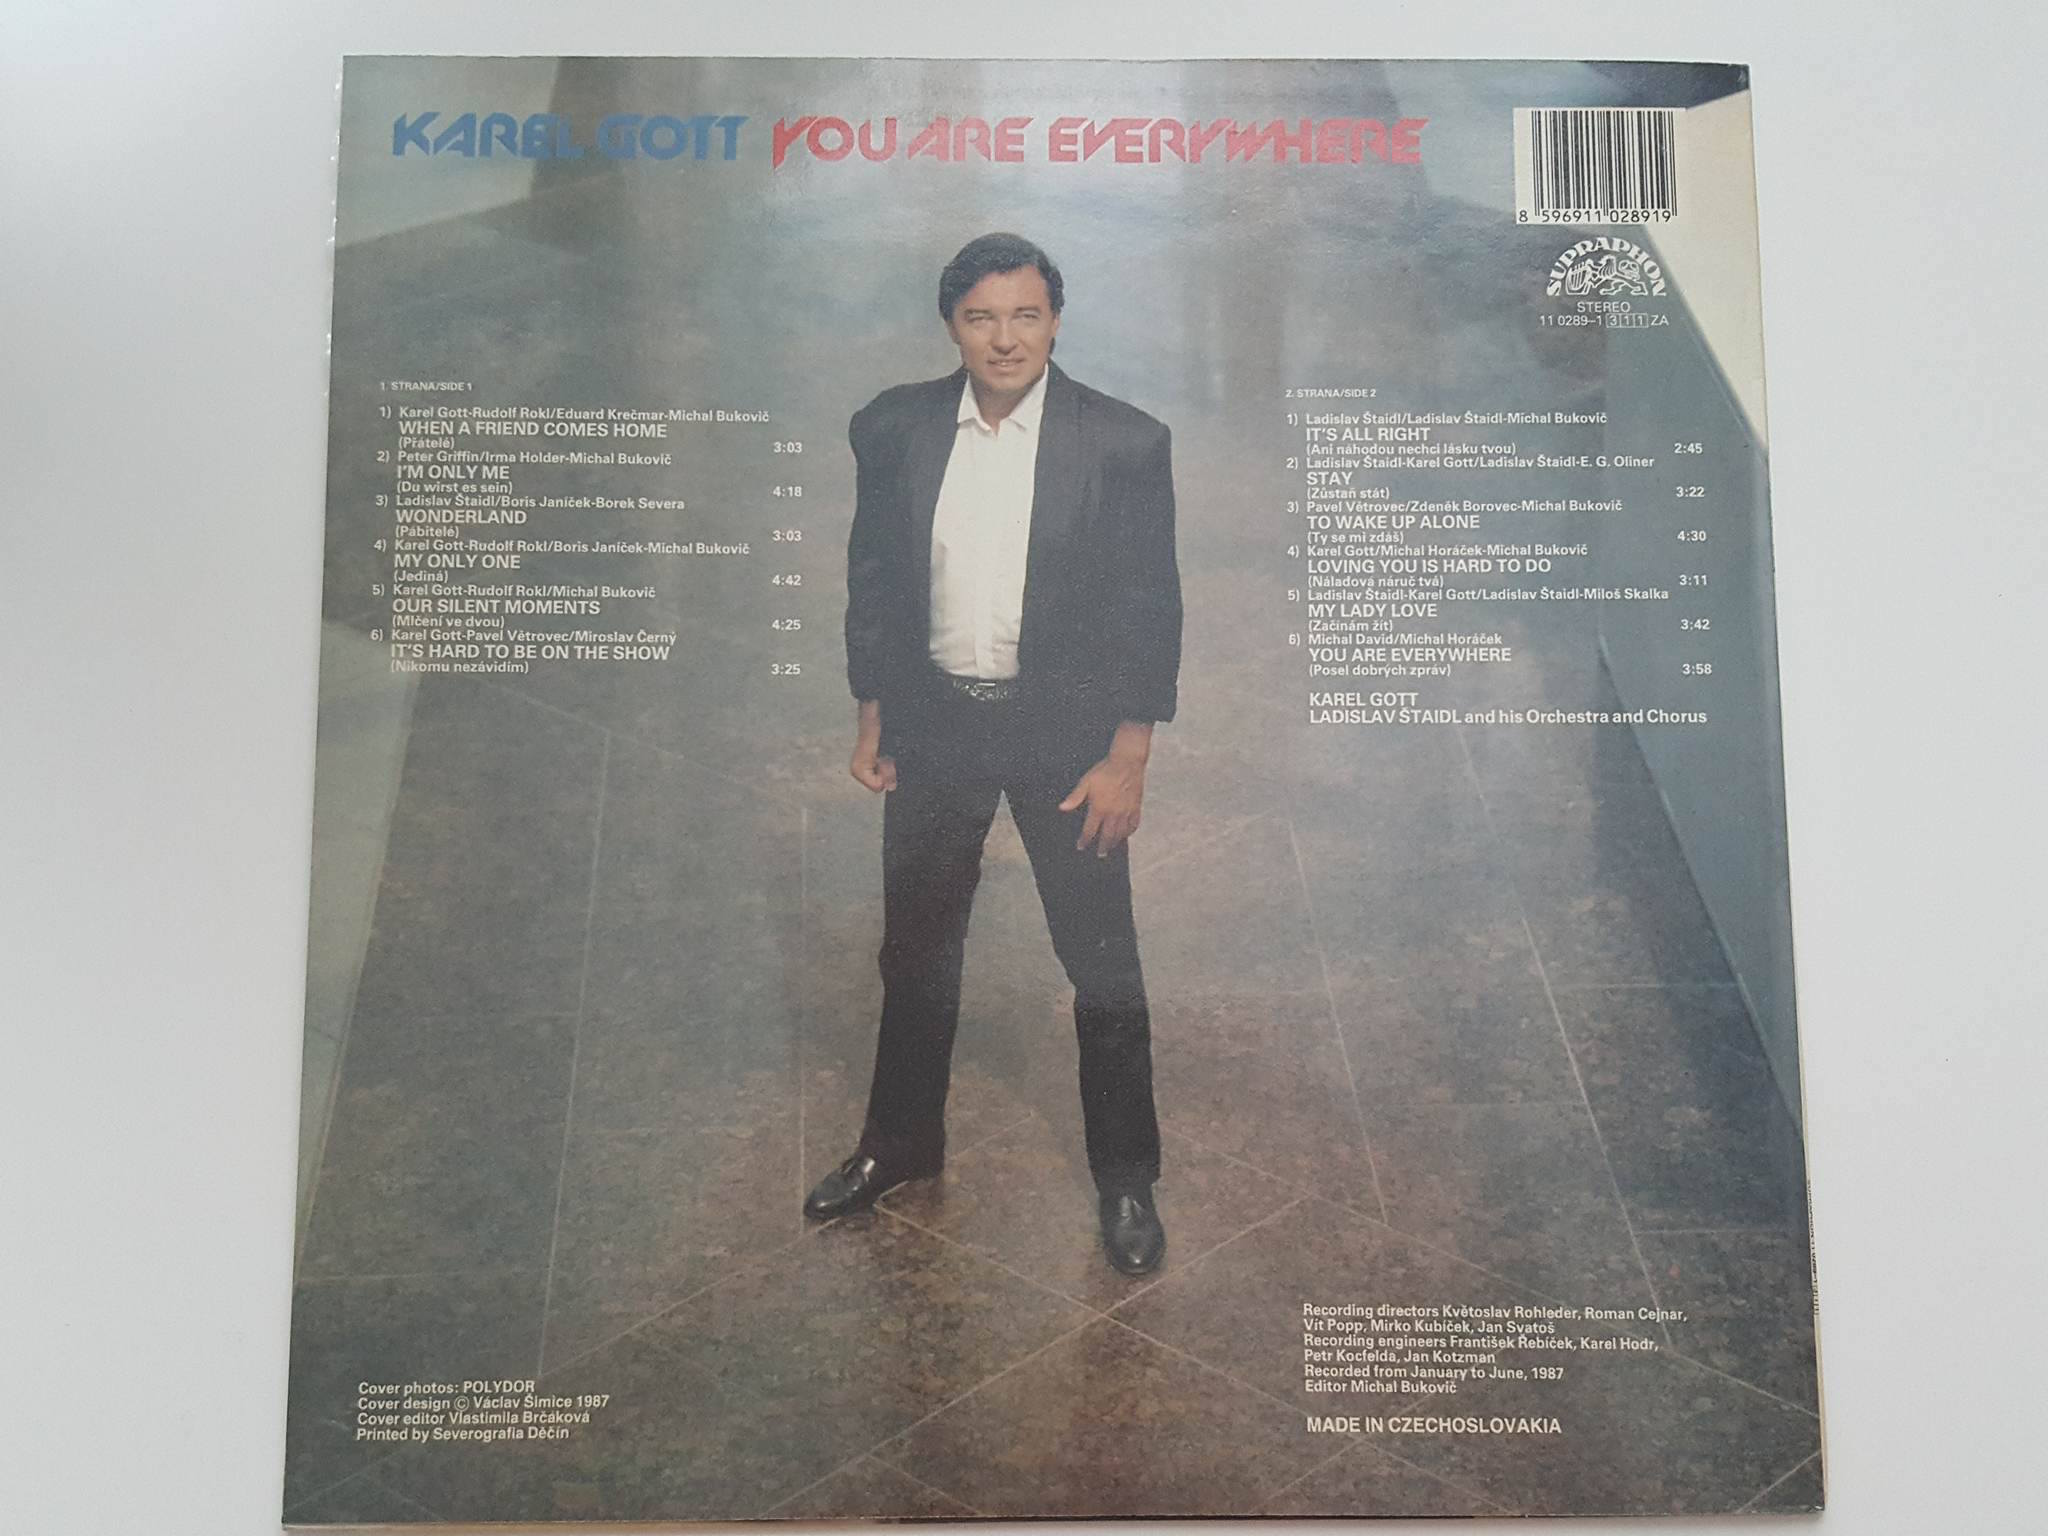 KAREL GOTT YOU ARE EVERYWHERE
8 596911 028919
SUPRAPHON
STEREO
11 0289-1 311 ZA
1. STRANA/SIDE 1
1) Karel Gott-Rudolf Rokl/Eduard Krečmar-Michal Bukovič
WHEN A FRIEND COMES HOME
(Přátelé) 3:03
2) Peter Griffin/Irma Holder-Michal Bukovič
I'M ONLY ME
(Du wirst es sein) 4:18
3) Ladislav Štaidl/Boris Janíček-Borek Severa
WONDERLAND
(Pábitelé) 3:03
4) Karel Gott-Rudolf Rokl/Boris Janíček-Michal Bukovič
MY ONLY ONE
(Jediná) 4:42
5) Karel Gott-Rudolf Rokl/Michal Bukovič
OUR SILENT MOMENTS
(Mlčení ve dvou) 4:25
6) Karel Gott-Pavel Větrovec/Miroslav Černý
IT'S HARD TO BE ON THE SHOW
(Nikomu nezávidím) 3:25
2. STRANA/SIDE 2
1) Ladislav Štaidl/Ladislav Štaidl-Michal Bukovič
IT'S ALL RIGHT
(Ani náhodou nechci lásku tvou) 2:45
2) Ladislav Štaidl-Karel Gott/Ladislav Štaidl-E. G. Oliner
STAY
(Zůstaň stát) 3:22
3) Pavel Větrovec/Zdeněk Borovec-Michal Bukovič
TO WAKE UP ALONE
(Ty se mi zdáš) 4:30
4) Karel Gott/Michal Horáček-Michal Bukovič
LOVING YOU IS HARD TO DO
(Náladová náruč tvá) 3:11
5) Ladislav Štaidl-Karel Gott/Ladislav Štaidl-Miloš Skalka
MY LADY LOVE
(Začínám žít) 3:42
6) Michal David/Michal Horáček
YOU ARE EVERYWHERE
(Posel dobrých zpráv) 3:58
KAREL GOTT
LADISLAV ŠTAIDL and his Orchestra and Chorus
Recording directors Květoslav Rohleder, Roman Cejnar,
Vít Popp, Mirko Kubíček, Jan Svatoš
Recording engineers František Řebíček, Karel Hodr,
Petr Kocfelda, Jan Kotzman
Recorded from January to June, 1987
Editor Michal Bukovič
MADE IN CZECHOSLOVAKIA
Cover photos: POLYDOR
Cover design © Václav Šimice 1987
Cover editor Vlastimila Brčáková
Printed by Severografia Děčín